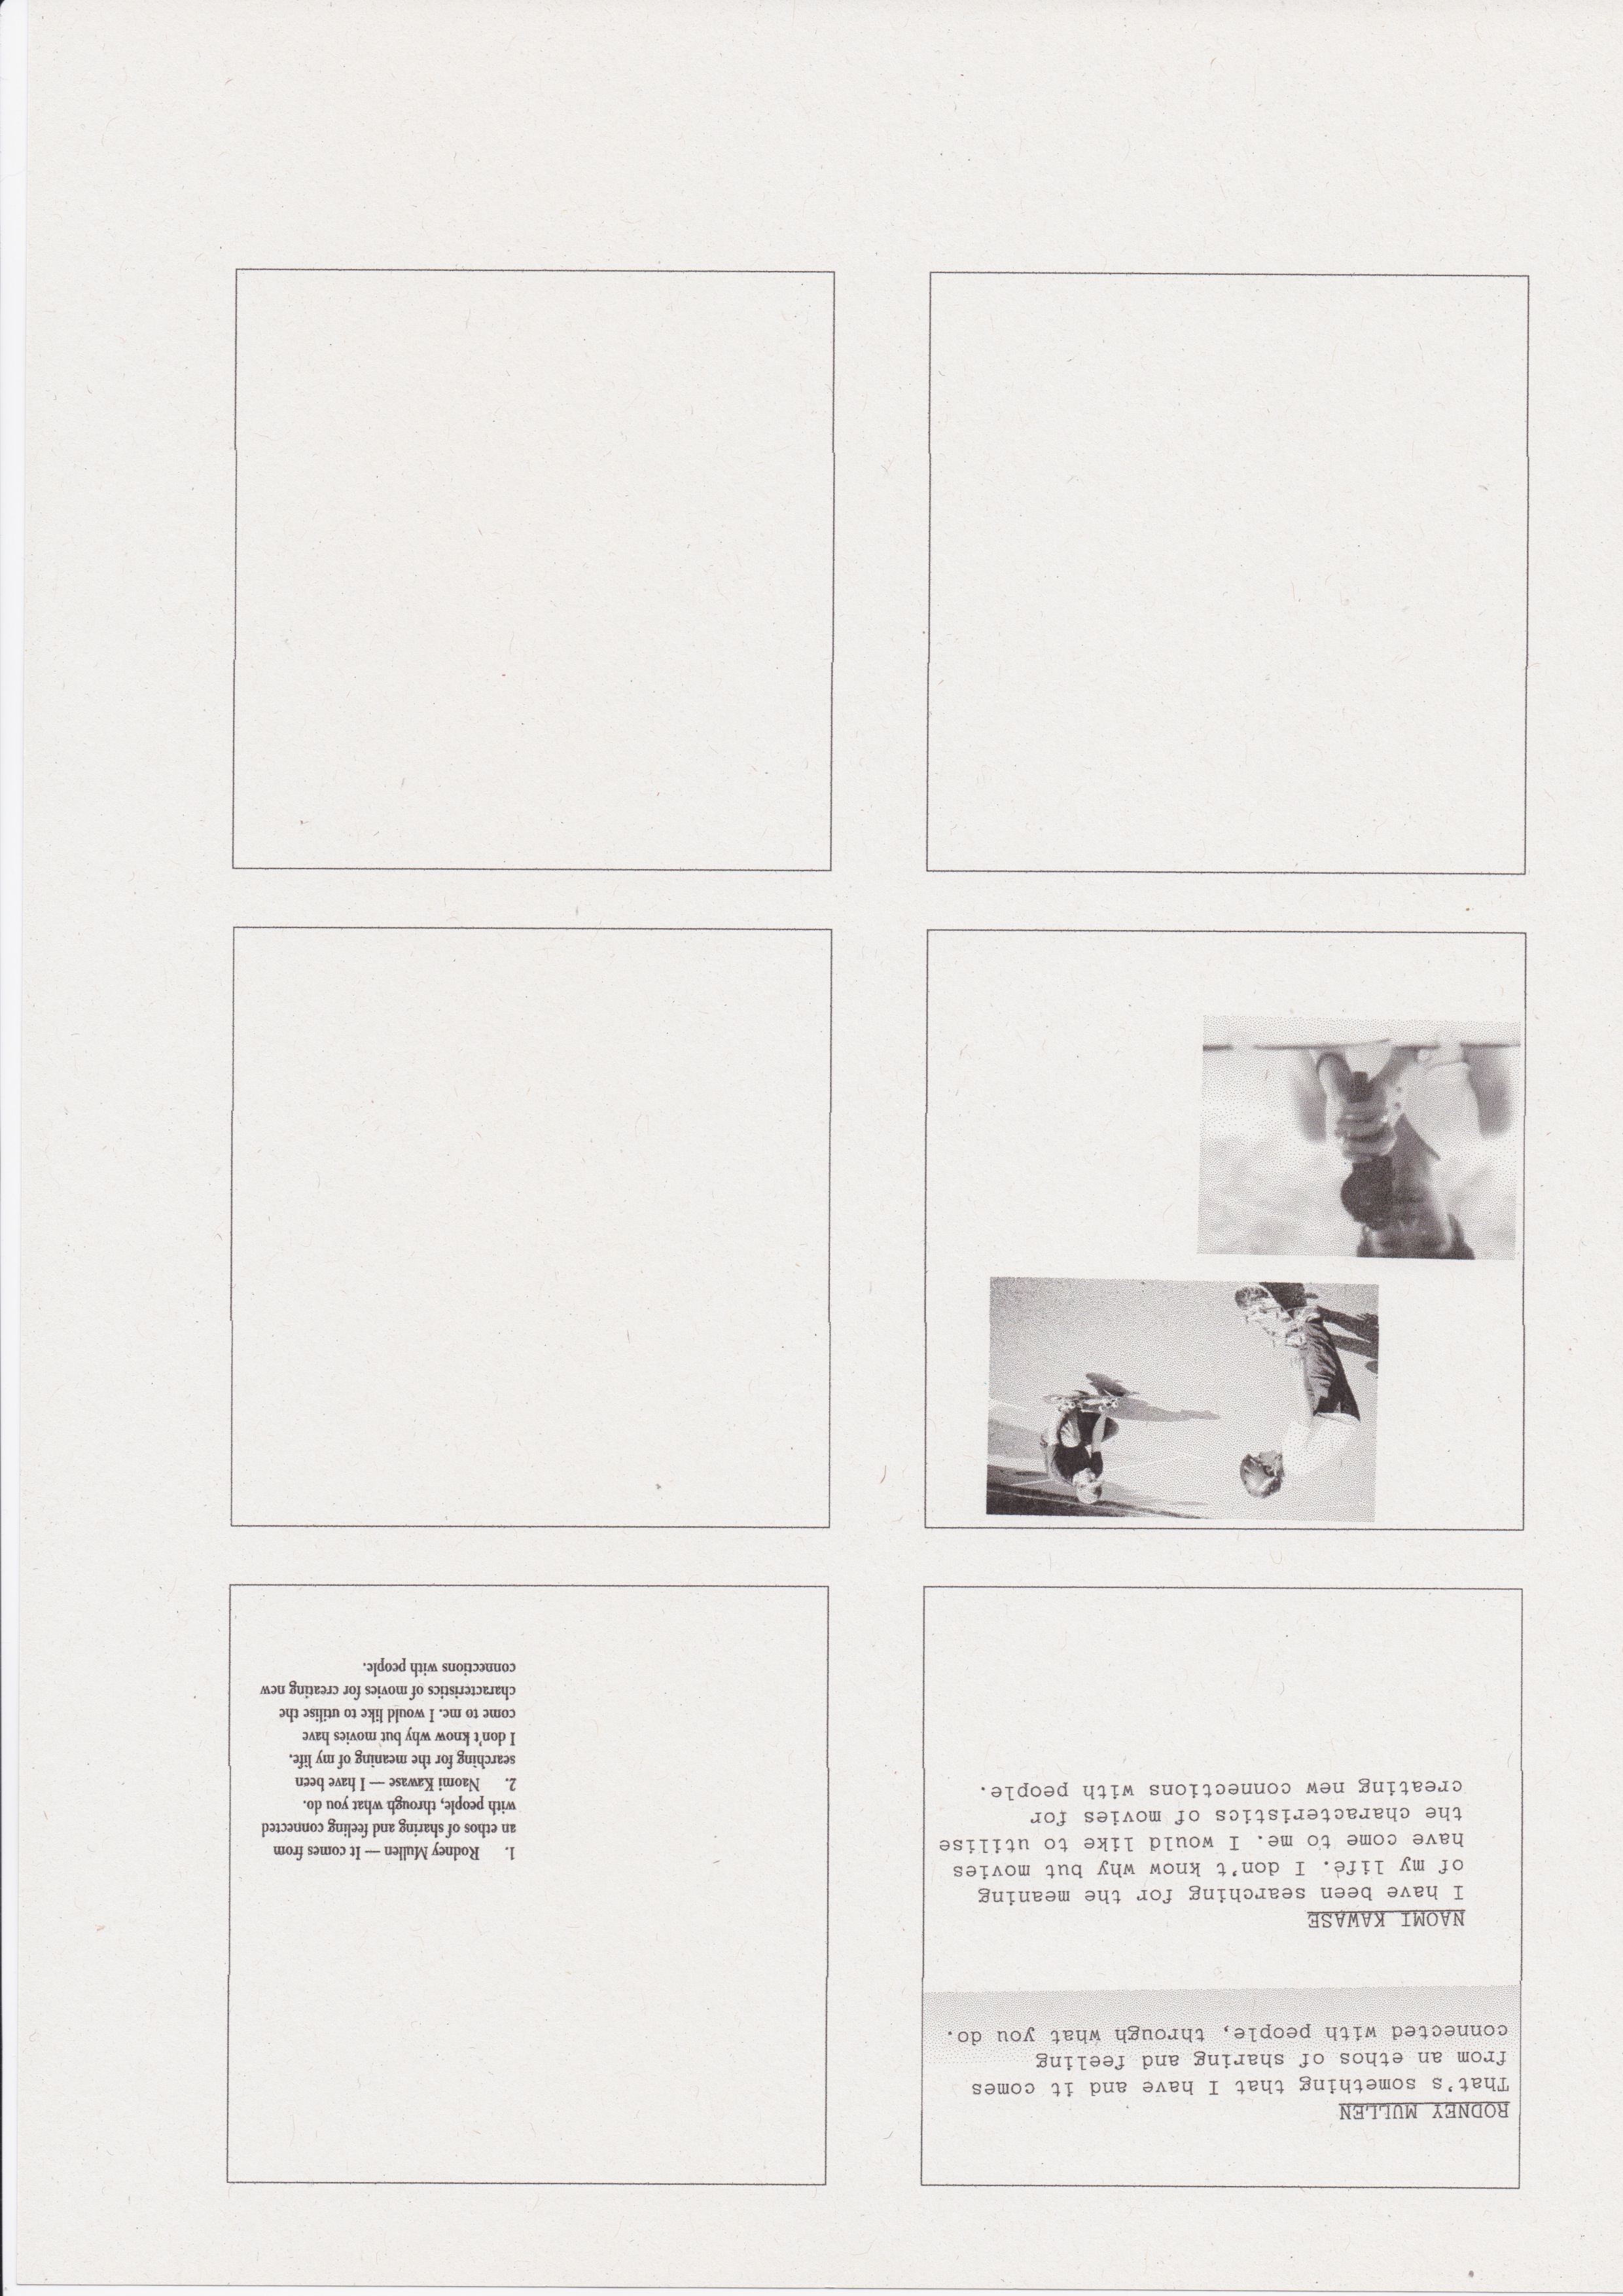 RODNEY MULLEN
That's something that I have and it comes
from an ethos of sharing and feeling
connected with people, through what you do.
NAOMI KAWASE
I have been searching for the meaning
of my life. I don't know why but movies
have come to me. I would like to utilise
the characteristics of movies for
creating new connections with people.
1. Rodney Mullen — It comes from
an ethos of sharing and feeling connected
with people, through what you do.
2. Naomi Kawase — I have been
searching for the meaning of my life.
I don't know why but movies have
come to me. I would like to utilise the
characteristics of movies for creating new
connections with people.